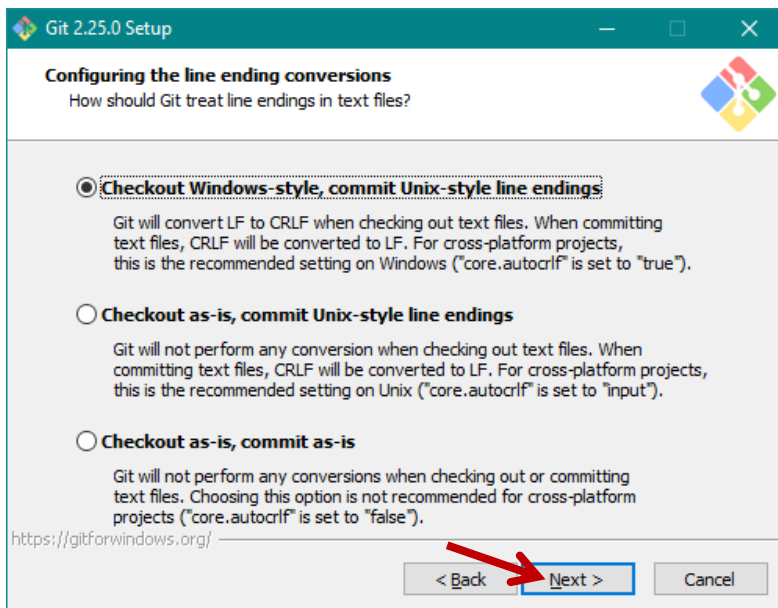 Git 2.25.0 Setup
Configuring the line ending conversions
How should Git treat line endings in text files?
Checkout Windows-style, commit Unix-style line endings
Git will convert LF to CRLF when checking out text files. When committing
text files, CRLF will be converted to LF. For cross-platform projects,
this is the recommended setting on Windows ("core.autocrlf" is set to "true").
Checkout as-is, commit Unix-style line endings
Git will not perform any conversion when checking out text files. When
committing text files, CRLF will be converted to LF. For cross-platform projects,
this is the recommended setting on Unix ("core.autocrlf" is set to "input").
Checkout as-is, commit as-is
Git will not perform any conversions when checking out or committing
text files. Choosing this option is not recommended for cross-platform
projects ("core.autocrlf" is set to "false").
https://gitforwindows.org/
< Back Next > Cancel